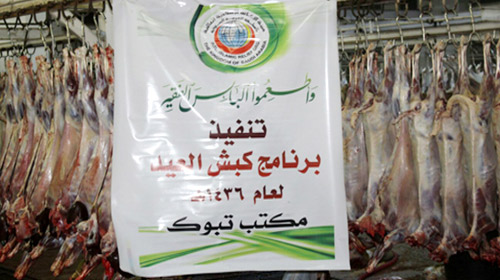 وأطعموا البائس الفقير
تنفيذ
برنامج كبش العيد
لعام ١٤٣٦هـ
مكتب تبوك